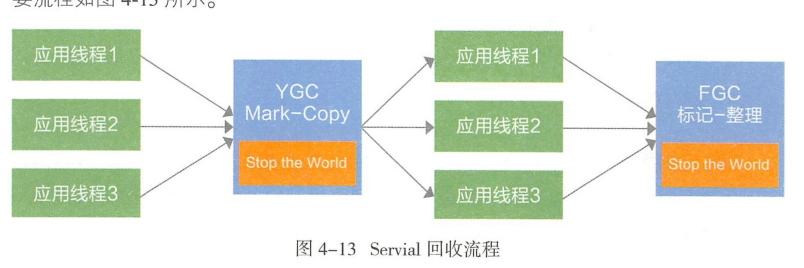 要流程如图 4-13 所示。
应用线程1
应用线程2
应用线程3
YGC
Mark-Copy
Stop the World
应用线程1
应用线程2
应用线程3
FGC
标记-整理
Stop the World
图 4-13 Servial 回收流程